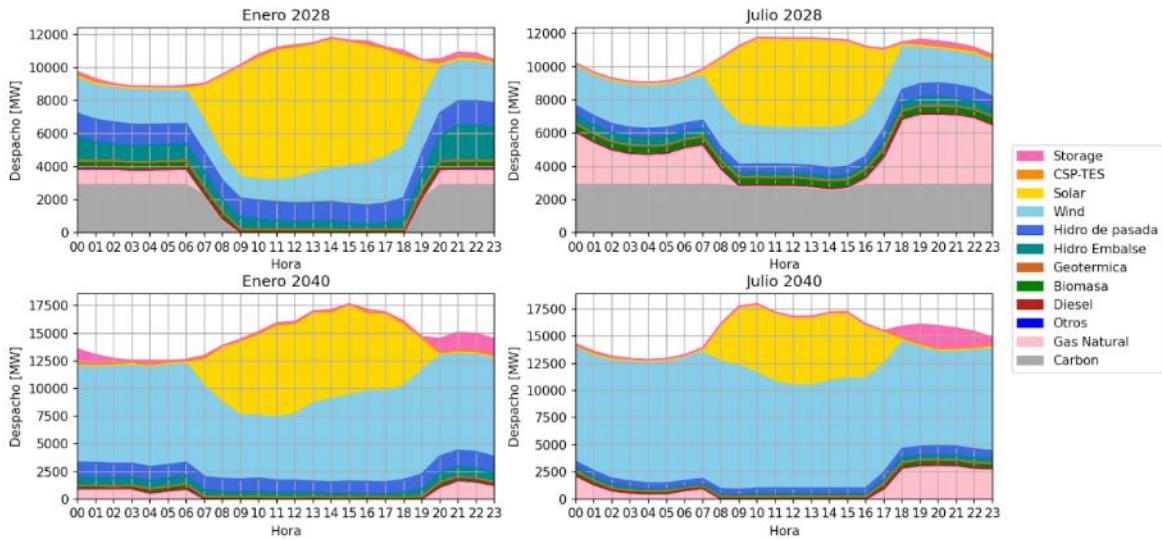 Enero 2028
Despacho [MW]
12000
10000
8000
6000
4000
2000
0
00 01 02 03 04 05 06 07 08 09 10 11 12 13 14 15 16 17 18 19 20 21 22 23
Hora
Julio 2028
Despacho [MW]
12000
10000
8000
6000
4000
2000
0
00 01 02 03 04 05 06 07 08 09 10 11 12 13 14 15 16 17 18 19 20 21 22 23
Hora
Enero 2040
Despacho [MW]
17500
15000
12500
10000
7500
5000
2500
0
00 01 02 03 04 05 06 07 08 09 10 11 12 13 14 15 16 17 18 19 20 21 22 23
Hora
Julio 2040
Despacho [MW]
17500
15000
12500
10000
7500
5000
2500
0
00 01 02 03 04 05 06 07 08 09 10 11 12 13 14 15 16 17 18 19 20 21 22 23
Hora
Storage
CSP-TES
Solar
Wind
Hidro de pasada
Hidro Embalse
Geotermica
Biomasa
Diesel
Otros
Gas Natural
Carbon